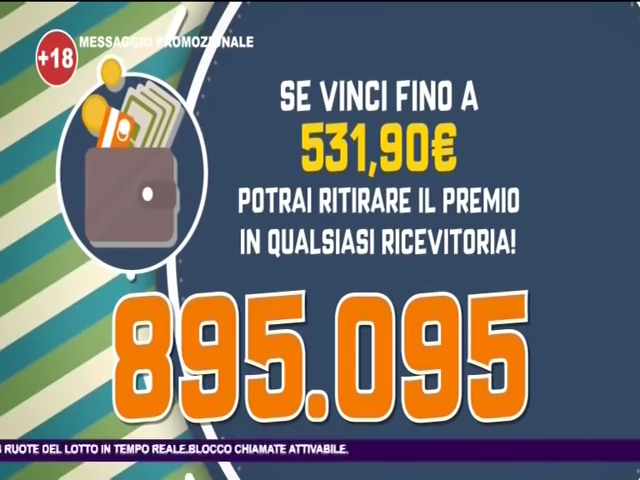 +18
MESSAGGIO PROMOZIONALE
SE VINCI FINO A
531,90€
POTRAI RITIRARE IL PREMIO
IN QUALSIASI RICEVITORIA!
895.095
RUOTE DEL LOTTO IN TEMPO REALE.BLOCCO CHIAMATE ATTIVABILE.